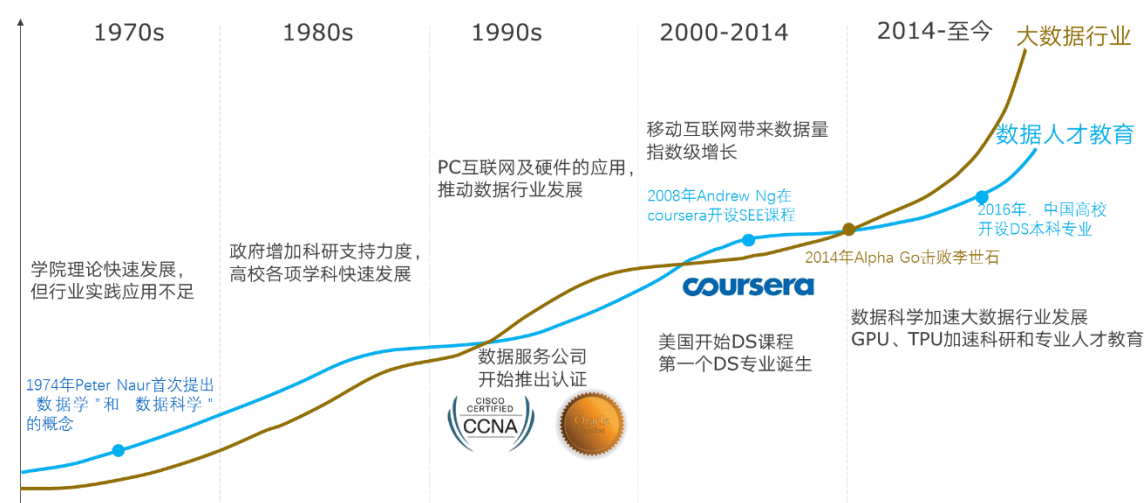 1970s
1980s
1990s
2000-2014
2014-至今
大数据行业
数据人才教育
学院理论快速发展，
但行业实践应用不足
1974年Peter Naur首次提出
数据学"和 数据科学"
的概念
政府增加科研支持力度，
高校各项学科快速发展
PC互联网及硬件的应用，
推动数据行业发展
数据服务公司
开始推出认证
CISCO
CERTIFIED
CCNA
Oracle
移动互联网带来数据量
指数级增长
2008年Andrew Ng在
coursera开设SEE课程
coursera
美国开始DS课程
第一个DS专业诞生
2014年Alpha Go击败李世石
2016年，中国高校
开设DS本科专业
数据科学加速大数据行业发展
GPU、TPU加速科研和专业人才教育